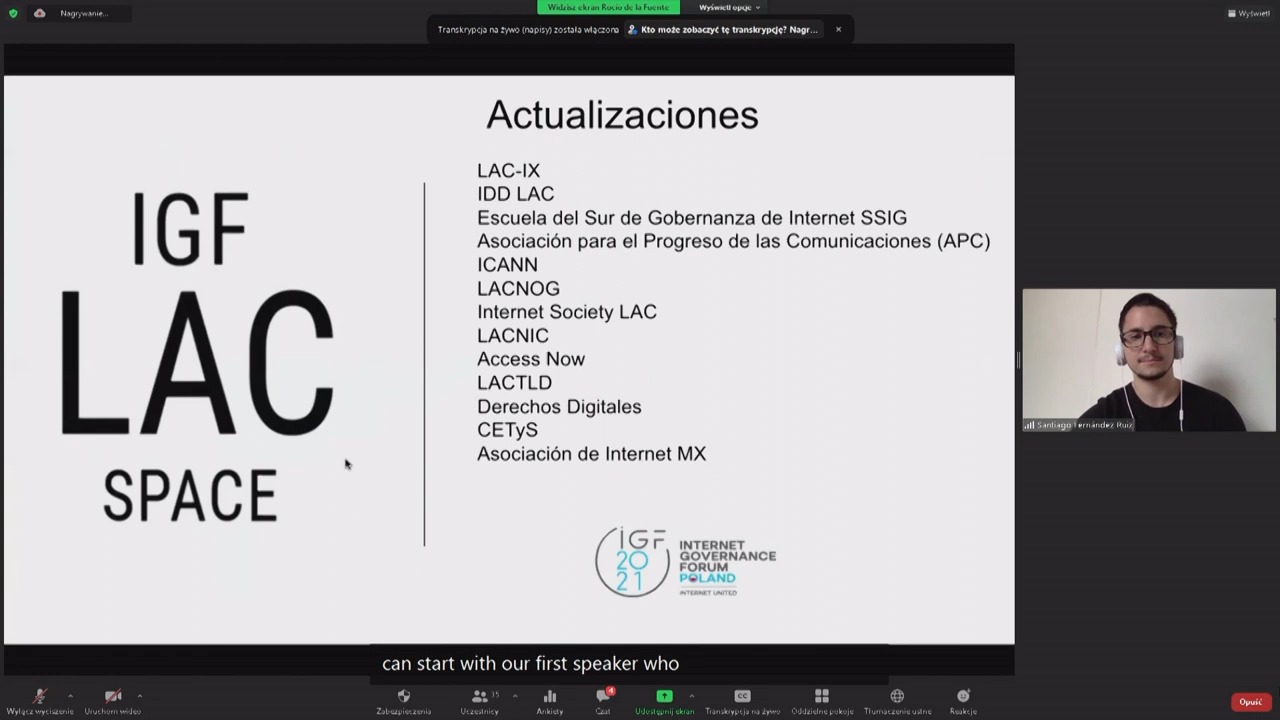 Nagrywanie...
Widzisz ekran Rocio de la Fuente
Wyświetl opcje
Wyświetl
Transkrypcja na żywo (napisy) została włączona
Kto może zobaczyć tę transkrypcję? Nagr...
Actualizaciones
IGF
LAC
SPACE
LAC-IX
IDD LAC
Escuela del Sur de Gobernanza de Internet SSIG
Asociación para el Progreso de las Comunicaciones (APC)
ICANN
LACNOG
Internet Society LAC
LACNIC
Access Now
LACTLD
Derechos Digitales
CETyS
Asociación de Internet MX
iGF
20
21
INTERNET
GOVERNANCE
FORUM
POLAND
INTERNET UNITED
Santiago Fernández Ruiz
can start with our first speaker who
Wyłącz wyciszenie
Uruchom wideo
Zabezpieczenia
Uczestnicy
35
Ankiety
Czat
4
Udostępnij ekran
CC
Transkrypcja na żywo
Oddzielne pokoje
Tłumaczenie ustne
Reakcje
Opuść